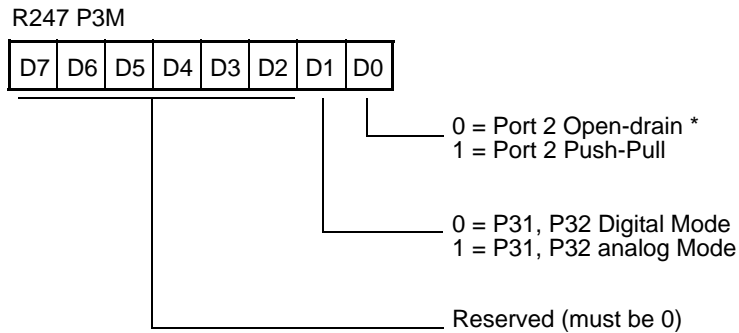 R247 P3M
D7 D6 D5 D4 D3 D2 D1 D0
0 = Port 2 Open-drain *
1 = Port 2 Push-Pull
0 = P31, P32 Digital Mode
1 = P31, P32 analog Mode
Reserved (must be 0)